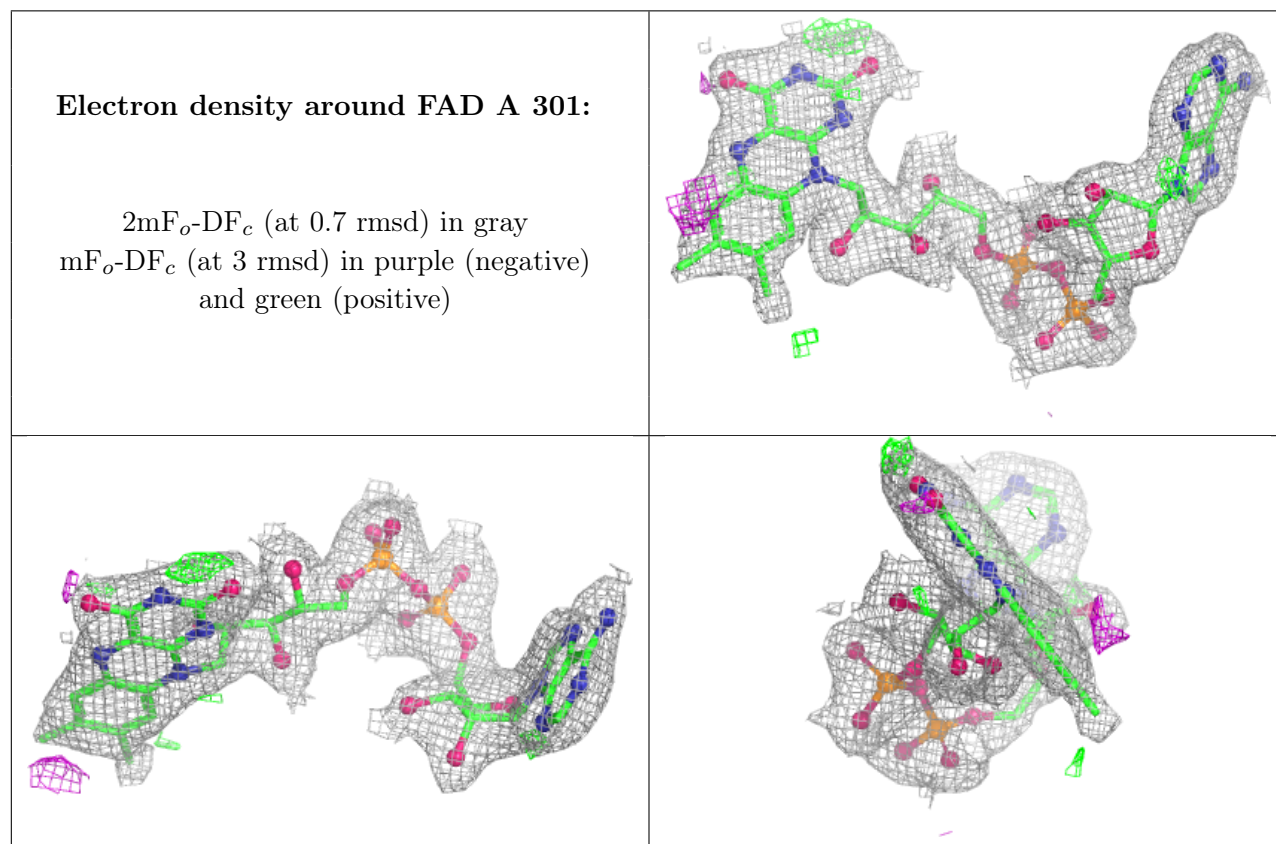 Electron density around FAD A 301:
2mFo-DFc (at 0.7 rmsd) in gray
mFo-DFc (at 3 rmsd) in purple (negative)
and green (positive)